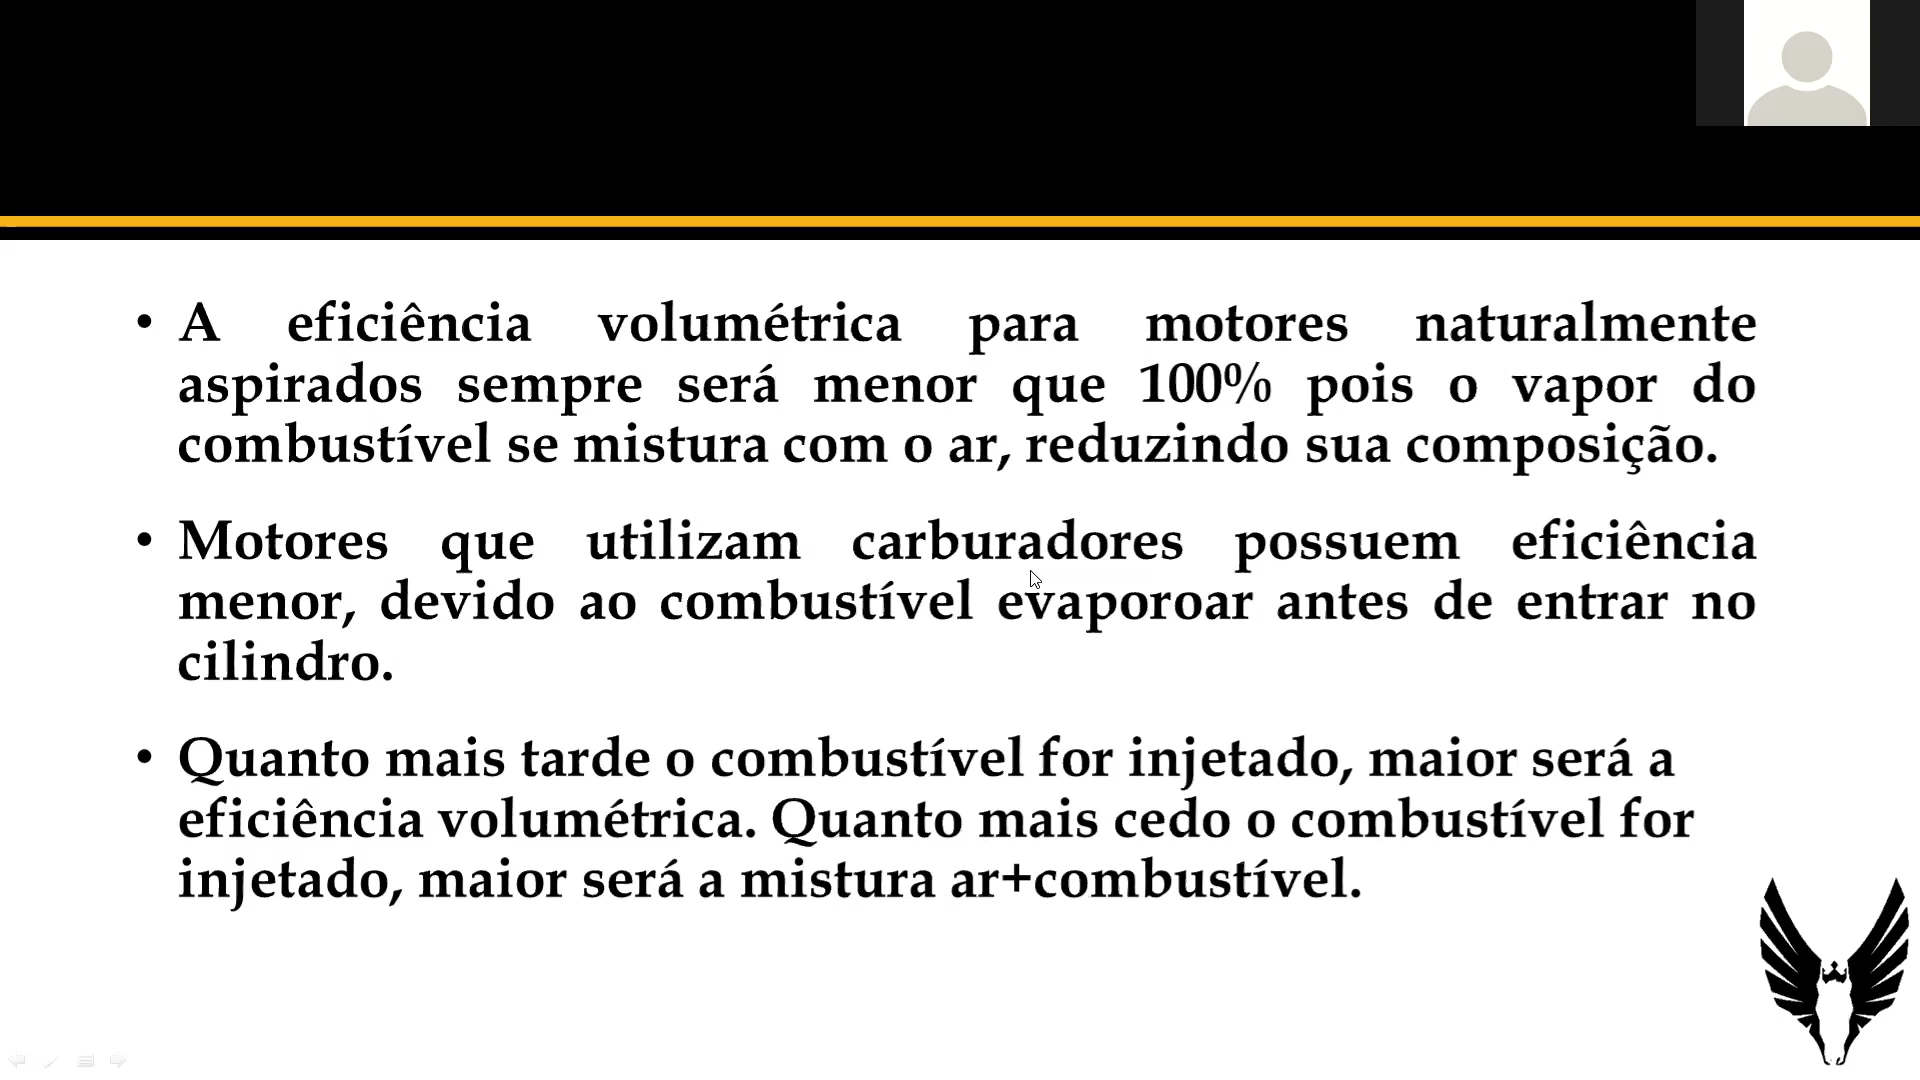 • A eficiência volumétrica para motores naturalmente
aspirados sempre será menor que 100% pois o vapor do
combustível se mistura com o ar, reduzindo sua composição.
• Motores que utilizam carburadores possuem eficiência
menor, devido ao combustível evaporoar antes de entrar no
cilindro.
• Quanto mais tarde o combustível for injetado, maior será a
eficiência volumétrica. Quanto mais cedo o combustível for
injetado, maior será a mistura ar+combustível.